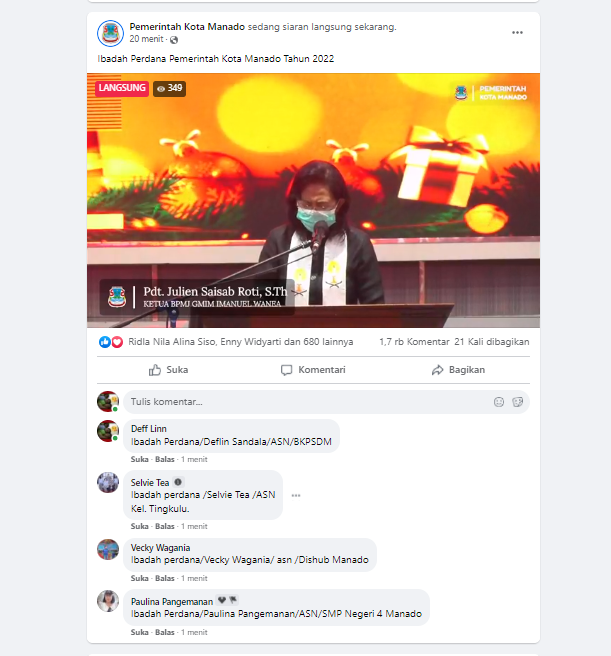 Pemerintah Kota Manado sedang siaran langsung sekarang.
20 menit ·
Ibadah Perdana Pemerintah Kota Manado Tahun 2022
LANGSUNG 349
PEMERINTAH
KOTA MANADO
Pdt. Julien Saisab Roti, S.Th
KETUA BPMJ GMIM IMANUEL WANEA
Ridla Nila Alina Siso, Enny Widyarti dan 680 lainnya 1,7 rb Komentar 21 Kali dibagikan
Suka Komentari Bagikan
Tulis komentar...
Deff Linn
Ibadah Perdana/Deflin Sandala/ASN/BKPSDM
Suka · Balas · 1 menit
Selvie Tea
Ibadah perdana /Selvie Tea /ASN
Kel. Tingkulu.
Suka · Balas · 1 menit
Vecky Wagania
Ibadah perdana/Vecky Wagania/ asn /Dishub Manado
Suka · Balas · 1 menit
Paulina Pangemanan
Ibadah Perdana/Paulina Pangemanan/ASN/SMP Negeri 4 Manado
Suka · Balas · 1 menit